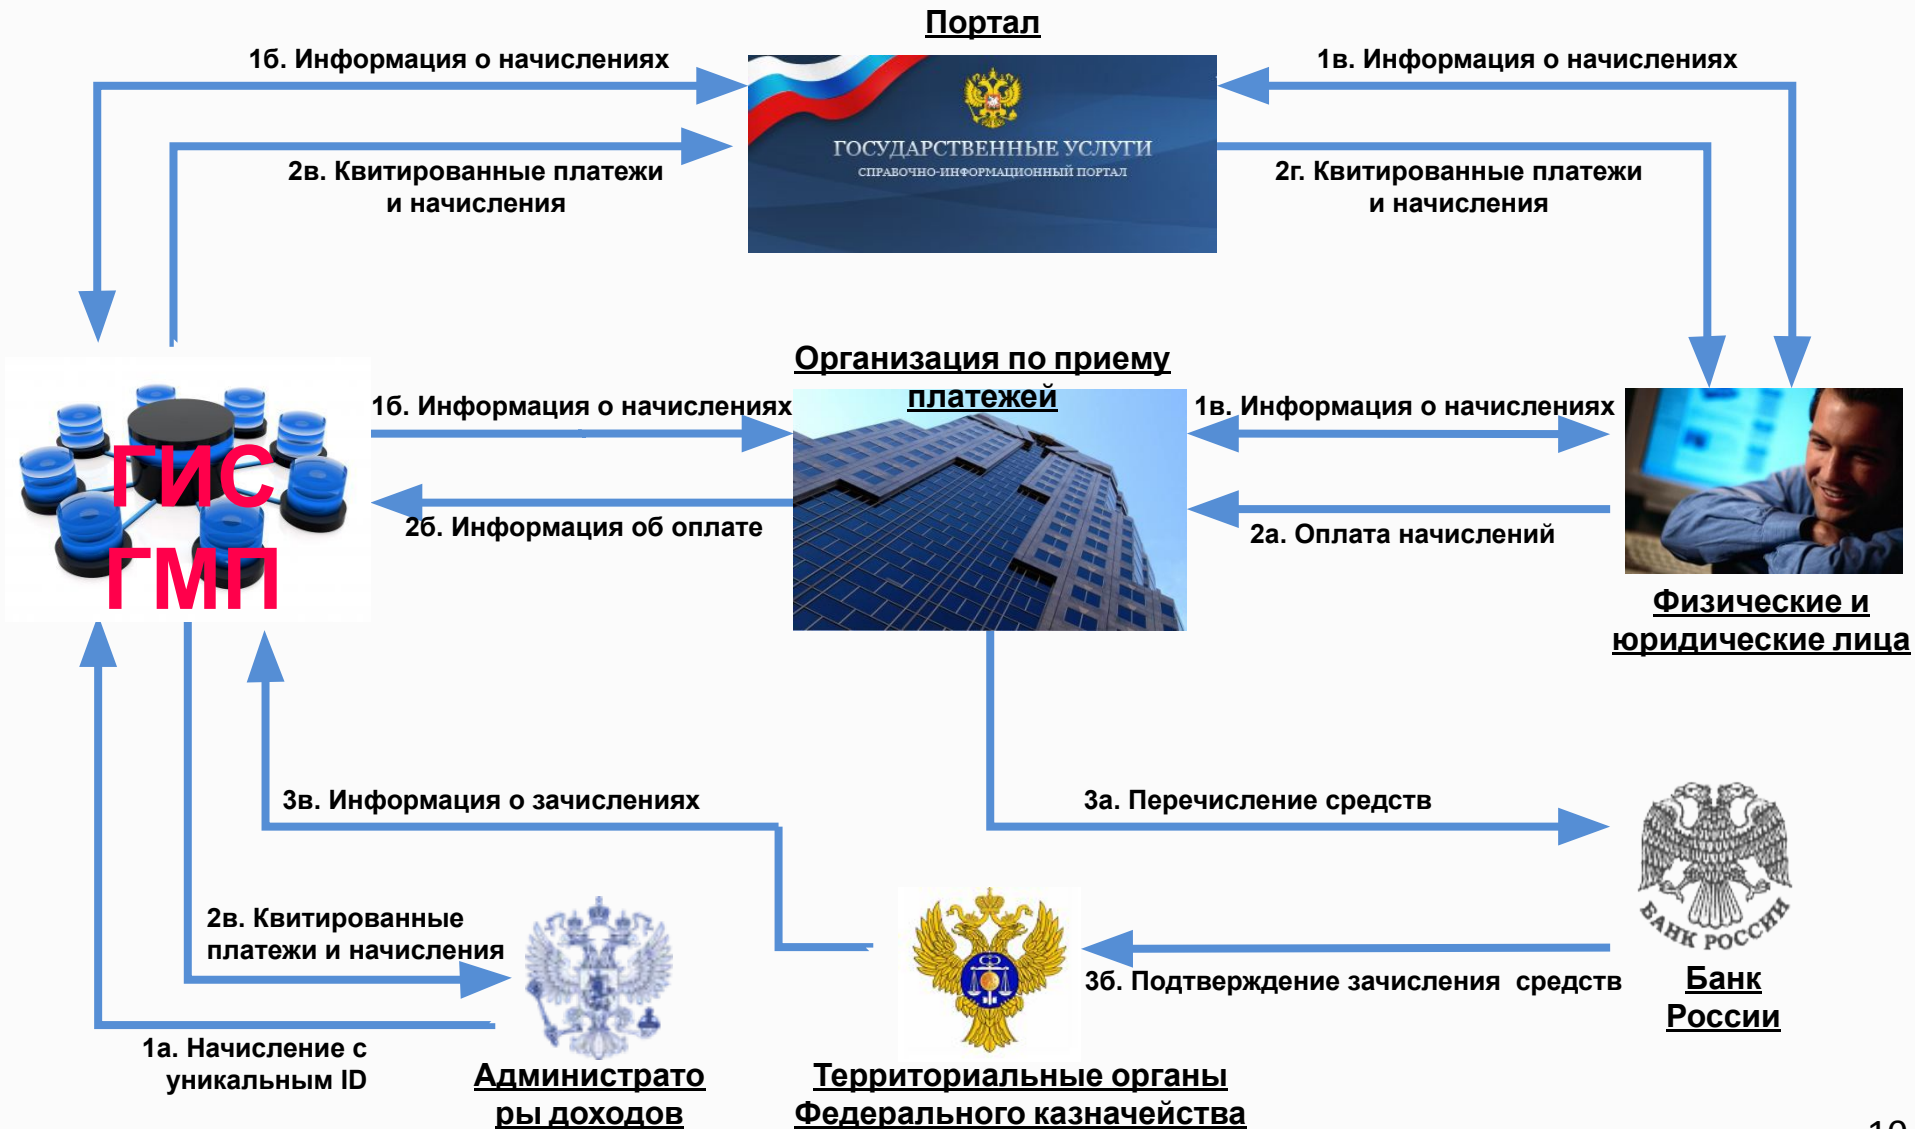 Портал
1б. Информация о начислениях
1в. Информация о начислениях
ГОСУДАРСТВЕННЫЕ УСЛУГИ
СПРАВОЧНО-ИНФОРМАЦИОННЫЙ ПОРТАЛ
2в. Квитированные платежи
и начисления
2г. Квитированные платежи
и начисления
Организация по приему
платежей
1б. Информация о начислениях
1в. Информация о начислениях
ГИС
ГМП
2б. Информация об оплате
2а. Оплата начислений
Физические и
юридические лица
3в. Информация о зачислениях
3а. Перечисление средств
2в. Квитированные
платежи и начисления
БАНК РОССИИ
3б. Подтверждение зачисления средств
Банк
России
1а. Начисление с
уникальным ID
Администрато
ры доходов
Территориальные органы
Федерального казначейства